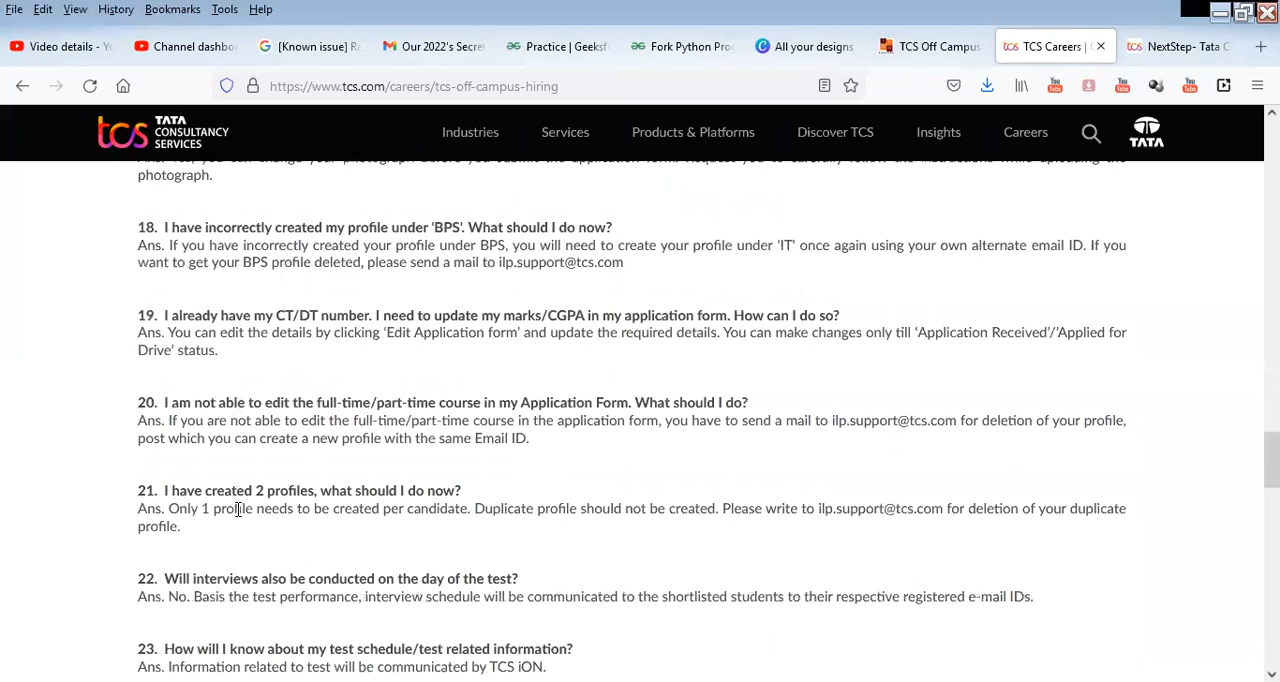 File Edit View History Bookmarks Tools Help
Video details - Y
Channel dashbo
[Known issue] R
Our 2022's Secre
Practice | Geeksf
Fork Python Pro
All your designs
TCS Off Campus
TCS Careers |
NextStep- Tata C
https://www.tcs.com/careers/tcs-off-campus-hiring
tcs TATA CONSULTANCY SERVICES
Industries Services Products & Platforms Discover TCS Insights Careers
TATA
photograph.
18. I have incorrectly created my profile under 'BPS'. What should I do now?
Ans. If you have incorrectly created your profile under BPS, you will need to create your profile under 'IT' once again using your own alternate email ID. If you
want to get your BPS profile deleted, please send a mail to ilp.support@tcs.com
19. I already have my CT/DT number. I need to update my marks/CGPA in my application form. How can I do so?
Ans. You can edit the details by clicking ‘Edit Application form’ and update the required details. You can make changes only till ‘Application Received’/’Applied for
Drive’ status.
20. I am not able to edit the full-time/part-time course in my Application Form. What should I do?
Ans. If you are not able to edit the full-time/part-time course in the application form, you have to send a mail to ilp.support@tcs.com for deletion of your profile,
post which you can create a new profile with the same Email ID.
21. I have created 2 profiles, what should I do now?
Ans. Only 1 profile needs to be created per candidate. Duplicate profile should not be created. Please write to ilp.support@tcs.com for deletion of your duplicate
profile.
22. Will interviews also be conducted on the day of the test?
Ans. No. Basis the test performance, interview schedule will be communicated to the shortlisted students to their respective registered e-mail IDs.
23. How will I know about my test schedule/test related information?
Ans. Information related to test will be communicated by TCS iON.